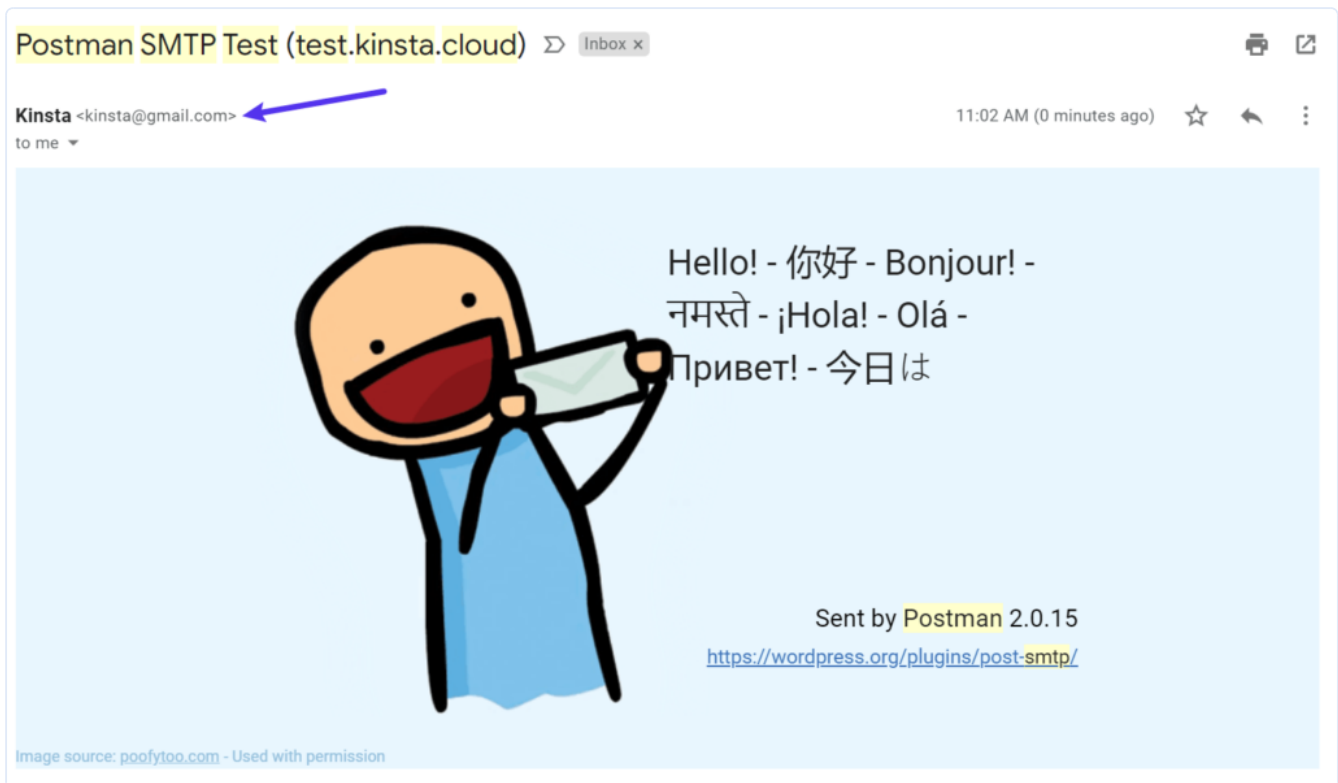 Postman SMTP Test (test.kinsta.cloud) Inbox x
Kinsta <kinsta@gmail.com> 11:02 AM (0 minutes ago)
to me
Hello! - 你好 - Bonjour! -
नमस्ते - ¡Hola! - Olá -
Привет! - 今日は
Sent by Postman 2.0.15
https://wordpress.org/plugins/post-smtp/
Image source: poofytoo.com - Used with permission